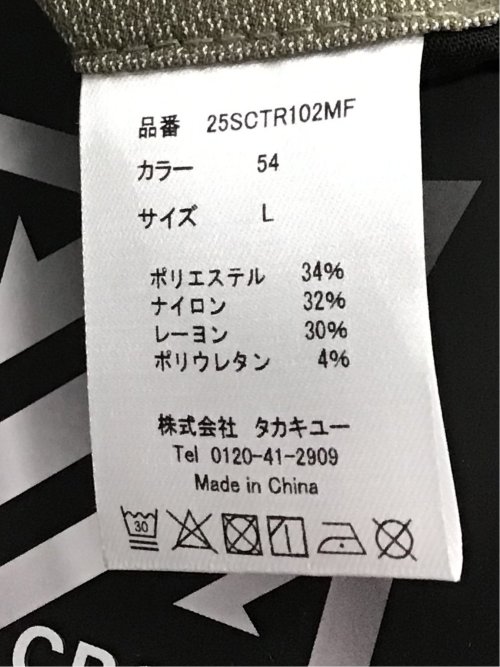 品番 25SCTR102MF
カラー 54
サイズ L
ポリエステル 34%
ナイロン 32%
レーヨン 30%
ポリウレタン 4%
株式会社 タカキュー
Tel 0120-41-2909
Made in China
30